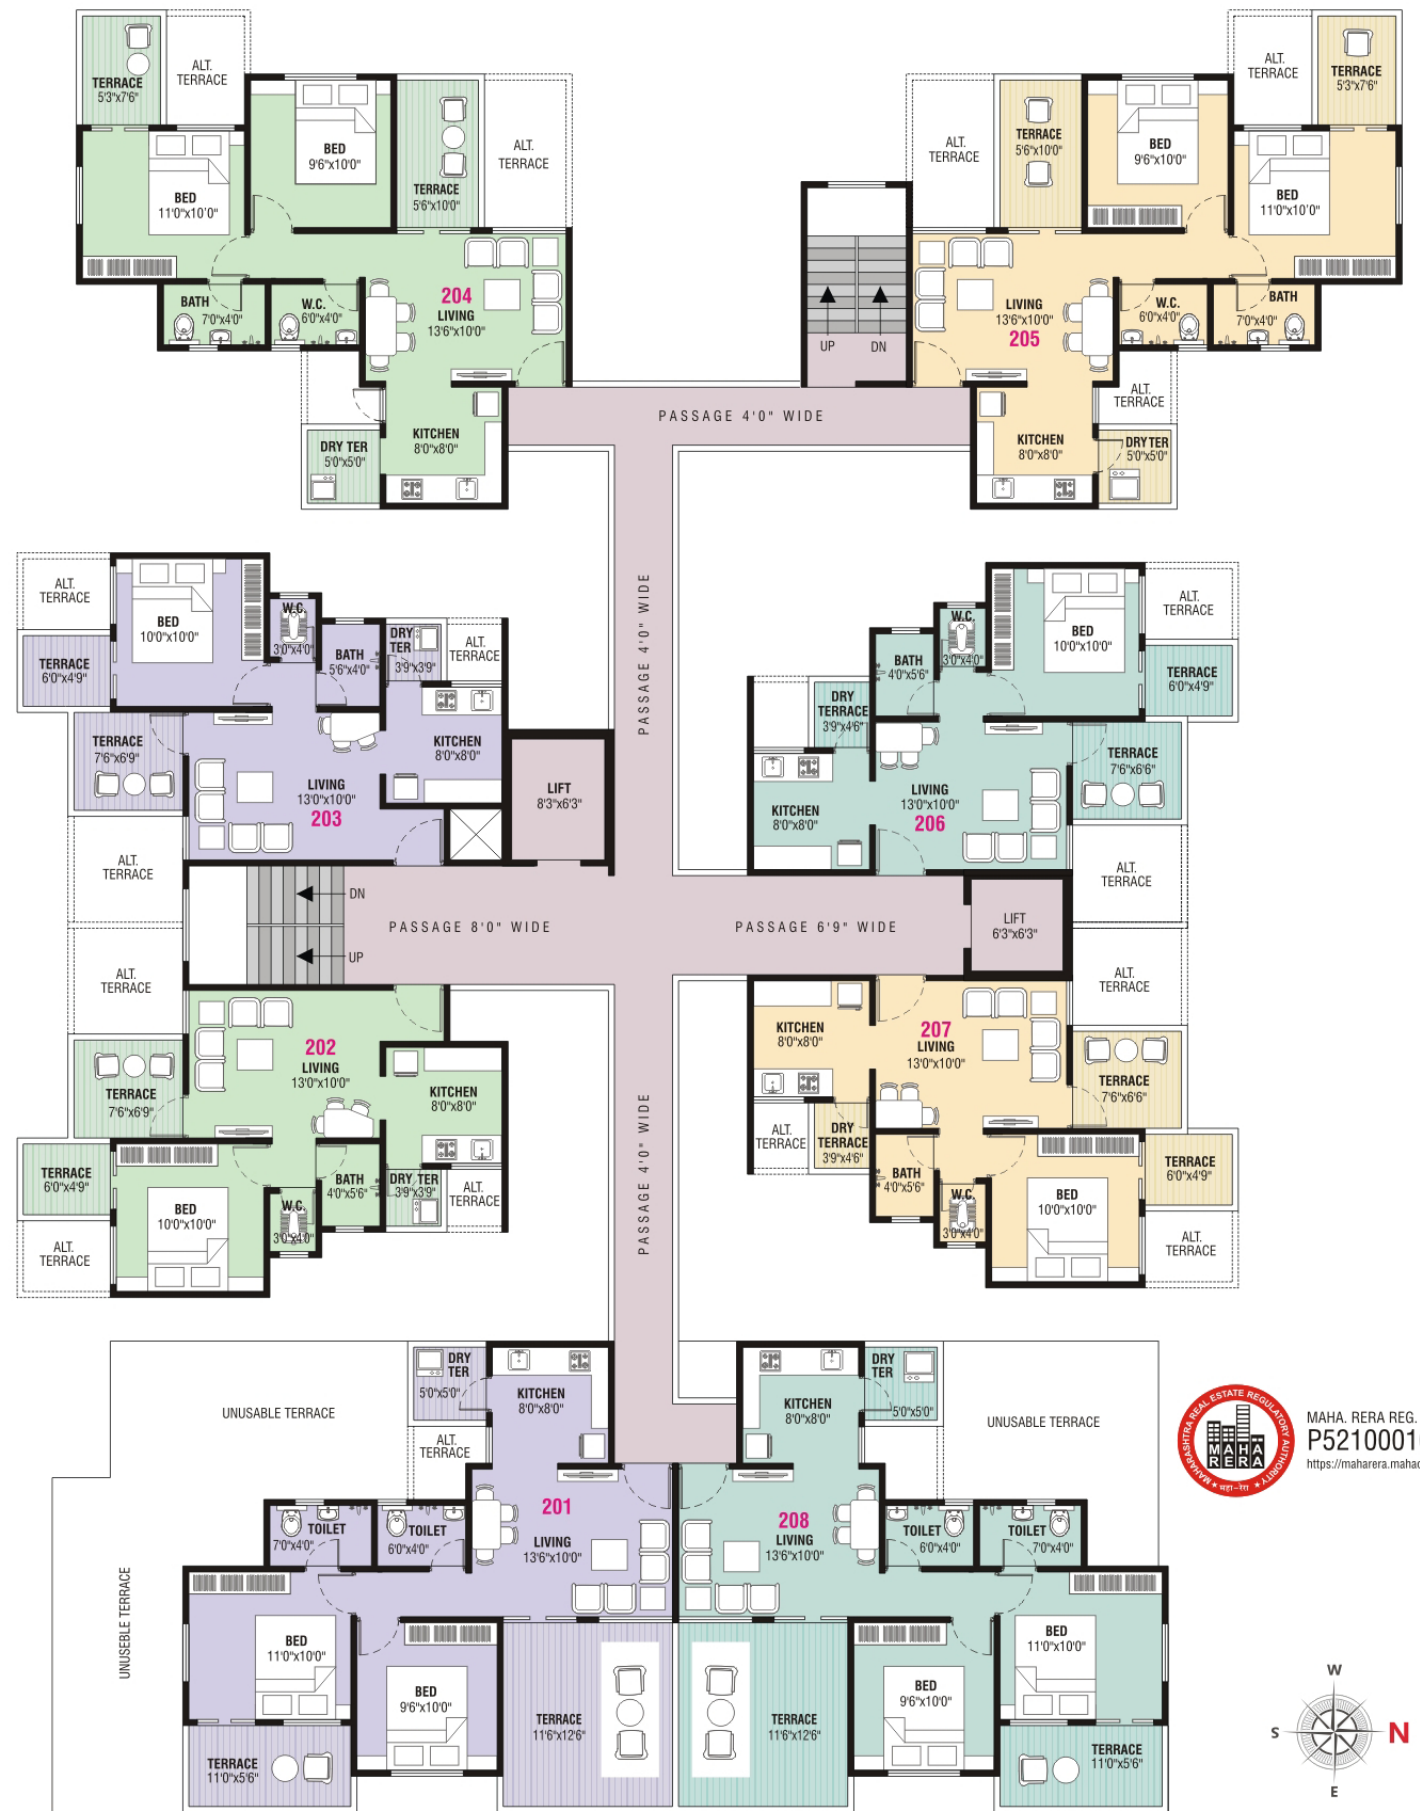 TERRACE
5'3"x7'6"
ALT.
TERRACE
BED
11'0"x10'0"
BED
9'6"x10'0"
TERRACE
5'6"x10'0"
ALT.
TERRACE
BATH
7'0"x4'0"
W.C.
6'0"x4'0"
204
LIVING
13'6"x10'0"
KITCHEN
8'0"x8'0"
DRY TER
5'0"x5'0"
ALT.
TERRACE
TERRACE
5'6"x10'0"
BED
9'6"x10'0"
ALT.
TERRACE
TERRACE
5'3"x7'6"
BED
11'0"x10'0"
LIVING
13'6"x10'0"
205
W.C.
6'0"x4'0"
BATH
7'0"x4'0"
ALT.
TERRACE
KITCHEN
8'0"x8'0"
DRY TER
5'0"x5'0"
UP
DN
PASSAGE 4'0" WIDE
PASSAGE 4'0" WIDE
ALT.
TERRACE
BED
10'0"x10'0"
W.C.
3'0"x4'0"
BATH
5'6"x4'0"
DRY
TER
3'9"x3'9"
ALT.
TERRACE
TERRACE
6'0"x4'9"
TERRACE
7'6"x6'9"
KITCHEN
8'0"x8'0"
LIVING
13'0"x10'0"
203
LIFT
8'3"x6'3"
ALT.
TERRACE
BED
10'0"x10'0"
W.C.
3'0"x4'0"
BATH
4'0"x5'6"
ALT.
TERRACE
TERRACE
6'0"x4'9"
DRY
TERRACE
3'9"x4'6"
TERRACE
7'6"x6'6"
KITCHEN
8'0"x8'0"
LIVING
13'0"x10'0"
206
ALT.
TERRACE
DN
UP
PASSAGE 8'0" WIDE
PASSAGE 6'9" WIDE
LIFT
6'3"x6'3"
ALT.
TERRACE
202
LIVING
13'0"x10'0"
TERRACE
7'6"x6'9"
KITCHEN
8'0"x8'0"
TERRACE
6'0"x4'9"
BED
10'0"x10'0"
W.C.
3'0"x4'0"
BATH
4'0"x5'6"
DRY TER
3'9"x3'9"
ALT.
TERRACE
ALT.
TERRACE
PASSAGE 4'0" WIDE
ALT.
TERRACE
KITCHEN
8'0"x8'0"
207
LIVING
13'0"x10'0"
TERRACE
7'6"x6'6"
ALT.
TERRACE
DRY
TERRACE
3'9"x4'6"
BATH
4'0"x5'6"
W.C.
3'0"x4'0"
BED
10'0"x10'0"
TERRACE
6'0"x4'9"
ALT.
TERRACE
UNUSABLE TERRACE
DRY
TER
5'0"x5'0"
KITCHEN
8'0"x8'0"
ALT.
TERRACE
201
LIVING
13'6"x10'0"
TOILET
7'0"x4'0"
TOILET
6'0"x4'0"
UNUSEBLE TERRACE
BED
11'0"x10'0"
BED
9'6"x10'0"
TERRACE
11'6"x12'6"
TERRACE
11'0"x5'6"
KITCHEN
8'0"x8'0"
DRY
TER
5'0"x5'0"
UNUSABLE TERRACE
208
LIVING
13'6"x10'0"
TOILET
6'0"x4'0"
TOILET
7'0"x4'0"
BED
11'0"x10'0"
BED
9'6"x10'0"
TERRACE
11'6"x12'6"
TERRACE
11'0"x5'6"
MAHARASHTRA REAL ESTATE REGULATORY AUTHORITY
MAHA
RERA
महा-रेरा
MAHA. RERA REG.
P5210001
https://maharera.mahao
W
S
N
E